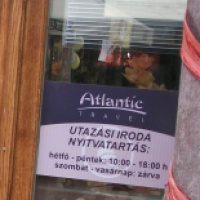 Atlantic
TRAVEL
UTAZÁSI IRODA
NYITVATARTÁS:
hétfő - péntek: 10:00 - 18:00 h
szombat - vasárnap: zárva